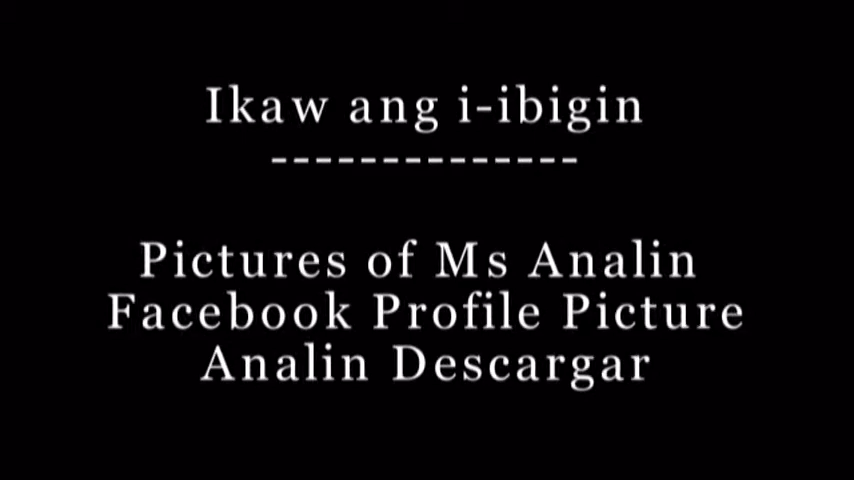 Ikaw ang i-ibigin
--------------
Pictures of Ms Analin
Facebook Profile Picture
Analin Descargar